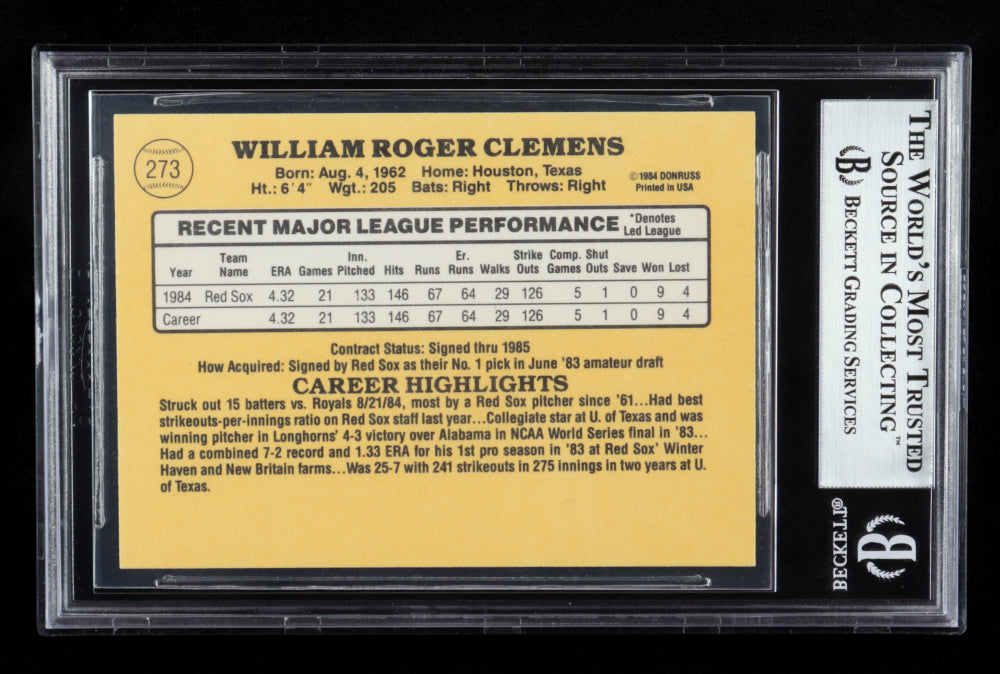 273
WILLIAM ROGER CLEMENS
Born: Aug. 4, 1962 Home: Houston, Texas
Ht.: 6'4" Wgt.: 205 Bats: Right Throws: Right
©1984 DONRUSS
Printed in USA
RECENT MAJOR LEAGUE PERFORMANCE
*Denotes
Led League
Year Team Name ERA Games Inn. Pitched Hits Runs Er. Runs Walks Strike Outs Comp. Games Shut Outs Save Won Lost
1984 Red Sox 4.32 21 133 146 67 64 29 126 5 1 0 9 4
Career 4.32 21 133 146 67 64 29 126 5 1 0 9 4
Contract Status: Signed thru 1985
How Acquired: Signed by Red Sox as their No. 1 pick in June '83 amateur draft
CAREER HIGHLIGHTS
Struck out 15 batters vs. Royals 8/21/84, most by a Red Sox pitcher since '61...Had best
strikeouts-per-innings ratio on Red Sox staff last year...Collegiate star at U. of Texas and was
winning pitcher in Longhorns' 4-3 victory over Alabama in NCAA World Series final in '83...
Had a combined 7-2 record and 1.33 ERA for his 1st pro season in '83 at Red Sox' Winter
Haven and New Britain farms...Was 25-7 with 241 strikeouts in 275 innings in two years at U.
of Texas.
THE WORLD'S MOST TRUSTED
SOURCE IN COLLECTING™
B BECKETT GRADING SERVICES
B
BECKETT®